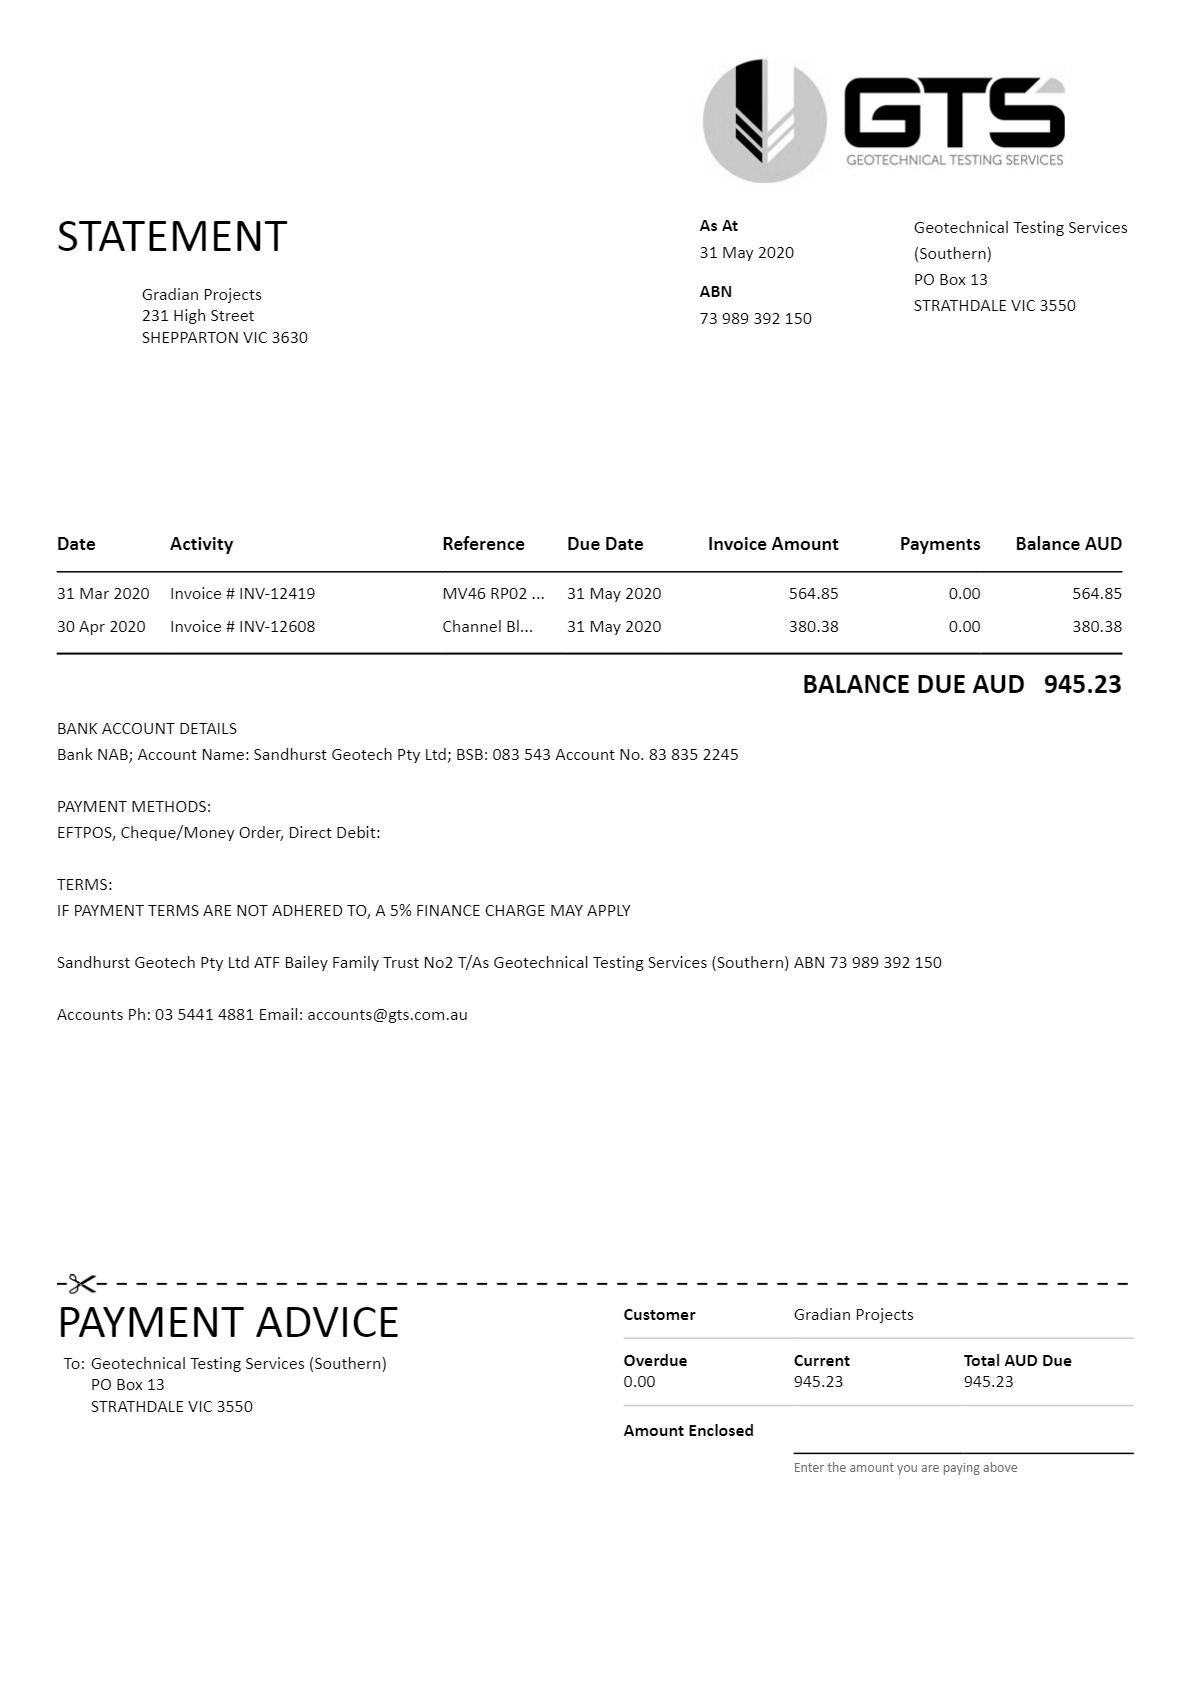 GTS
GEOTECHNICAL TESTING SERVICES
STATEMENT
Gradian Projects
231 High Street
SHEPPARTON VIC 3630
As At
31 May 2020
ABN
73 989 392 150
Geotechnical Testing Services
(Southern)
PO Box 13
STRATHDALE VIC 3550
Date Activity Reference Due Date Invoice Amount Payments Balance AUD
31 Mar 2020 Invoice # INV-12419 MV46 RP02 ... 31 May 2020 564.85 0.00 564.85
30 Apr 2020 Invoice # INV-12608 Channel Bl... 31 May 2020 380.38 0.00 380.38
BALANCE DUE AUD 945.23
BANK ACCOUNT DETAILS
Bank NAB; Account Name: Sandhurst Geotech Pty Ltd; BSB: 083 543 Account No. 83 835 2245
PAYMENT METHODS:
EFTPOS, Cheque/Money Order, Direct Debit:
TERMS:
IF PAYMENT TERMS ARE NOT ADHERED TO, A 5% FINANCE CHARGE MAY APPLY
Sandhurst Geotech Pty Ltd ATF Bailey Family Trust No2 T/As Geotechnical Testing Services (Southern) ABN 73 989 392 150
Accounts Ph: 03 5441 4881 Email: accounts@gts.com.au
PAYMENT ADVICE
To: Geotechnical Testing Services (Southern)
PO Box 13
STRATHDALE VIC 3550
Customer Gradian Projects
Overdue Current Total AUD Due
0.00 945.23 945.23
Amount Enclosed
Enter the amount you are paying above